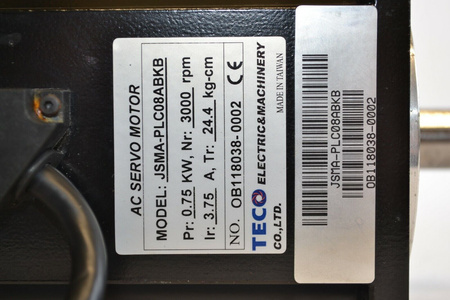 AC SERVO MOTOR
MODEL: JSMA-PLC08ABKB
Pr: 0.75 KW, Nr: 3000 rpm
Ir: 3.75 A, Tr: 24.4 kg-cm
NO. OB118038-0002 CE
TECO ELECTRIC&MACHINERY
CO.,LTD. MADE IN TAIWAN
JSMA-PLC08ABKB
OB118038-0002